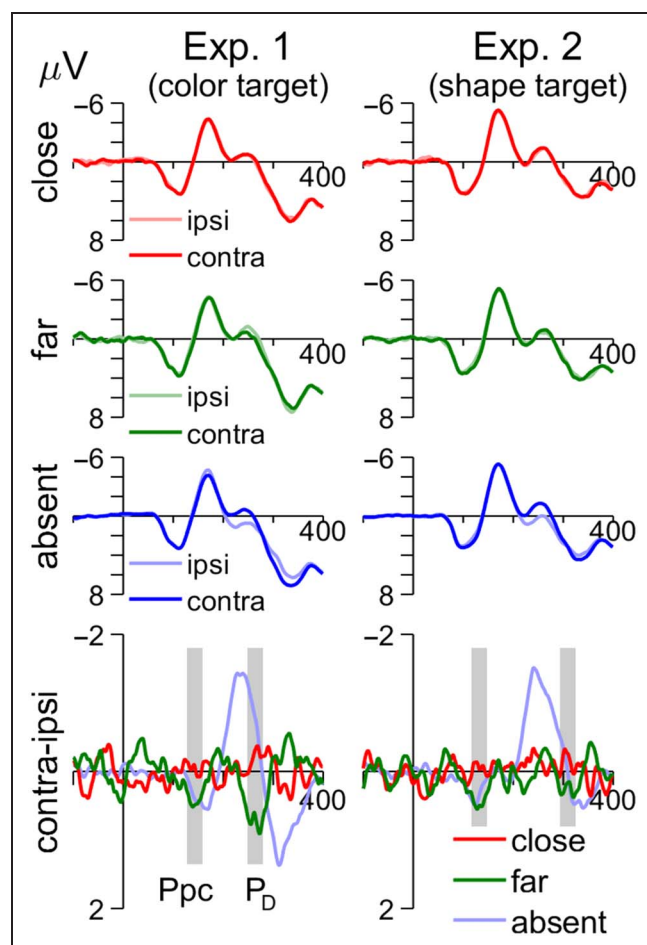 Exp. 1 Exp. 2
μV (color target) (shape target)
close
−6
8
400
ipsi
contra
−6
8
400
far
−6
8
400
ipsi
contra
−6
8
400
absent
−6
8
400
ipsi
contra
−6
8
400
contra-ipsi
−2
2
400
Ppc P_D
−2
2
400
close
far
absent